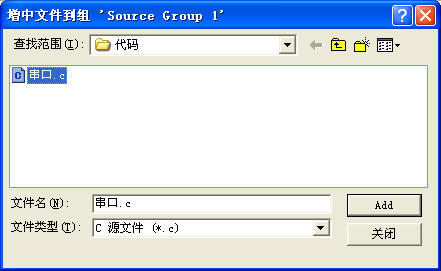 增中文件到组 'Source Group 1'
查找范围(I): 代码
串口.c
文件名(N): 串口.c Add
文件类型(T): C 源文件 (*.c) 关闭